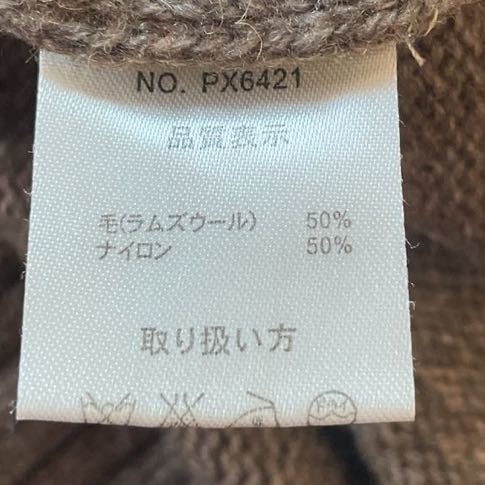 NO. PX6421
品質表示
毛(ラムズウール) 50%
ナイロン 50%
取り扱い方